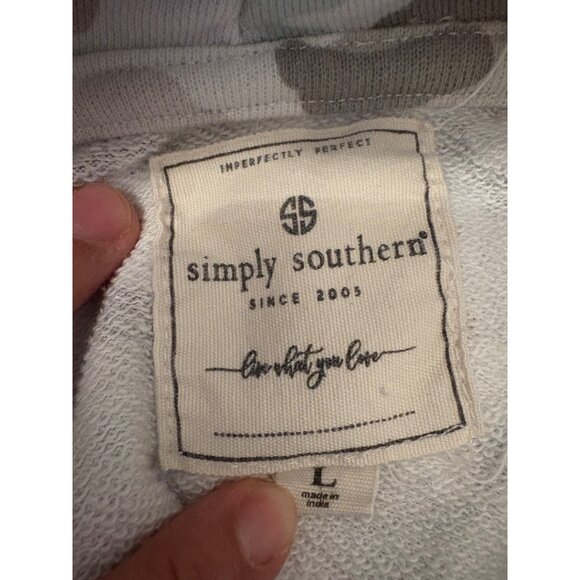 IMPERFECTLY PERFECT
SS
simply southern®
SINCE 2005
live what you love
L
made in
india